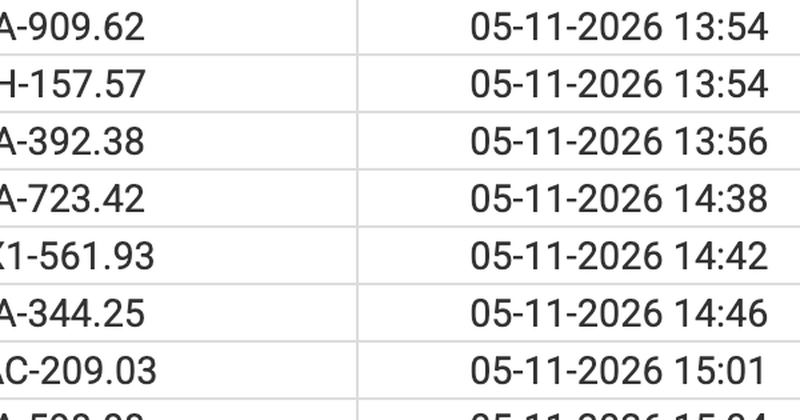 A-909.62 05-11-2026 13:54
H-157.57 05-11-2026 13:54
A-392.38 05-11-2026 13:56
A-723.42 05-11-2026 14:38
X1-561.93 05-11-2026 14:42
A-344.25 05-11-2026 14:46
AC-209.03 05-11-2026 15:01